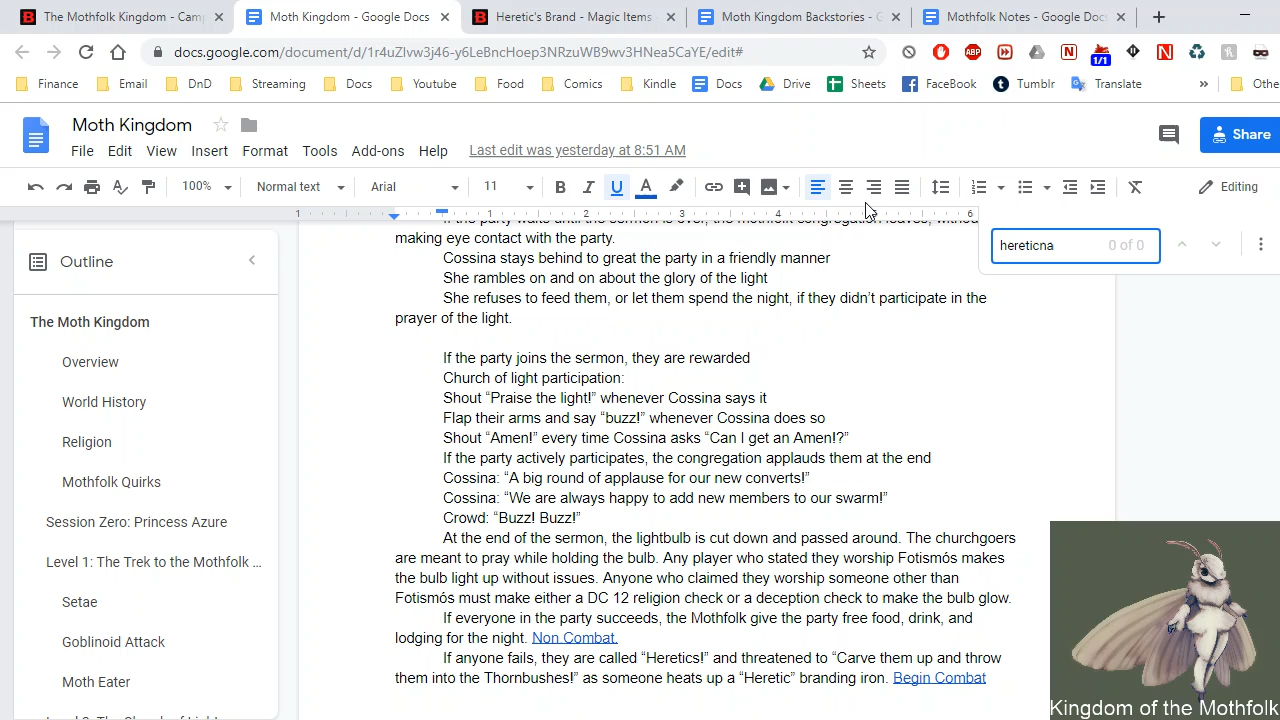 The Mothfolk Kingdom - Can
Moth Kingdom - Google Docs
Heretic's Brand - Magic Items
Moth Kingdom Backstories - G
Mothfolk Notes - Google Doc
docs.google.com/document/d/1r4uZlvw3j46-y6LeBncHoep3NRzuWB9wv3HNea5CaYE/edit#
1/1
Finance
Email
DnD
Streaming
Docs
Youtube
Food
Comics
Kindle
Docs
Drive
Sheets
FaceBook
Tumblr
Translate
Othe
Moth Kingdom
Share
File Edit View Insert Format Tools Add-ons Help Last edit was yesterday at 8:51 AM
100% Normal text Arial 11 Editing
1 1 2 3 4 5 6
hereticna 0 of 0
Outline
The Moth Kingdom
Overview
World History
Religion
Mothfolk Quirks
Session Zero: Princess Azure
Level 1: The Trek to the Mothfolk ...
Setae
Goblinoid Attack
Moth Eater
making eye contact with the party.
Cossina stays behind to great the party in a friendly manner
She rambles on and on about the glory of the light
She refuses to feed them, or let them spend the night, if they didn't participate in the
prayer of the light.
If the party joins the sermon, they are rewarded
Church of light participation:
Shout “Praise the light!” whenever Cossina says it
Flap their arms and say “buzz!” whenever Cossina does so
Shout “Amen!” every time Cossina asks “Can I get an Amen!?”
If the party actively participates, the congregation applauds them at the end
Cossina: “A big round of applause for our new converts!”
Cossina: “We are always happy to add new members to our swarm!”
Crowd: “Buzz! Buzz!”
At the end of the sermon, the lightbulb is cut down and passed around. The churchgoers
are meant to pray while holding the bulb. Any player who stated they worship Fotismós makes
the bulb light up without issues. Anyone who claimed they worship someone other than
Fotismós must make either a DC 12 religion check or a deception check to make the bulb glow.
If everyone in the party succeeds, the Mothfolk give the party free food, drink, and
lodging for the night. Non Combat.
If anyone fails, they are called “Heretics!” and threatened to “Carve them up and throw
them into the Thornbushes!” as someone heats up a “Heretic” branding iron. Begin Combat
Kingdom of the Mothfolk